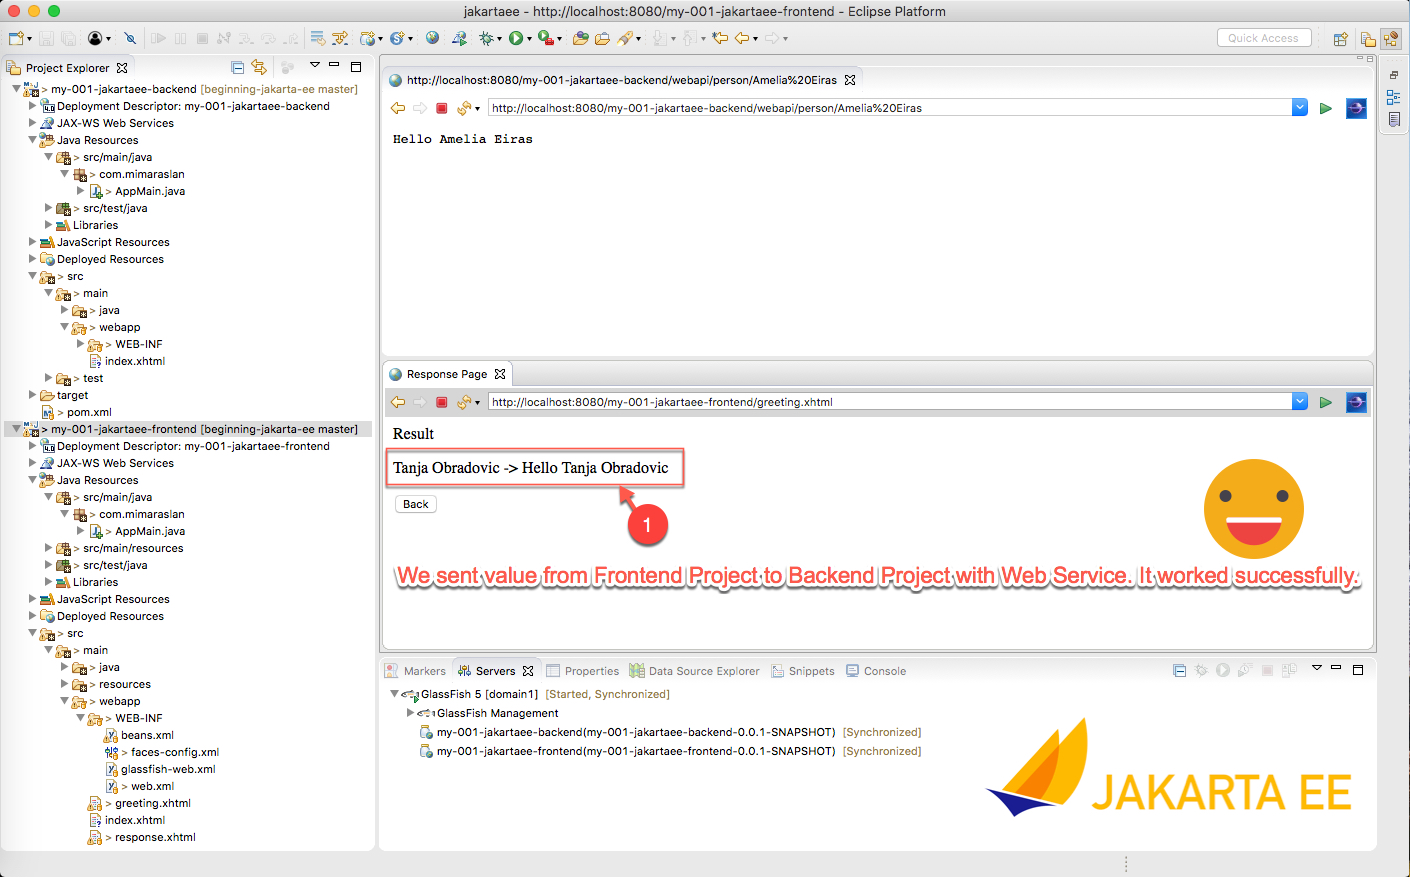 jakartaee - http://localhost:8080/my-001-jakartaee-frontend - Eclipse Platform
Quick Access
Project Explorer
> my-001-jakartaee-backend [beginning-jakarta-ee master]
Deployment Descriptor: my-001-jakartaee-backend
JAX-WS Web Services
Java Resources
> src/main/java
> com.mimaraslan
> AppMain.java
> src/test/java
Libraries
JavaScript Resources
Deployed Resources
> src
> main
> java
> webapp
> WEB-INF
index.xhtml
> test
target
> pom.xml
> my-001-jakartaee-frontend [beginning-jakarta-ee master]
Deployment Descriptor: my-001-jakartaee-frontend
JAX-WS Web Services
Java Resources
> src/main/java
> com.mimaraslan
> AppMain.java
> src/main/resources
> src/test/java
Libraries
JavaScript Resources
Deployed Resources
> src
> main
> java
> resources
> webapp
> WEB-INF
beans.xml
> faces-config.xml
glassfish-web.xml
> web.xml
> greeting.xhtml
index.xhtml
> response.xhtml
http://localhost:8080/my-001-jakartaee-backend/webapi/person/Amelia%20Eiras
http://localhost:8080/my-001-jakartaee-backend/webapi/person/Amelia%20Eiras
Hello Amelia Eiras
Response Page
http://localhost:8080/my-001-jakartaee-frontend/greeting.xhtml
Result
Tanja Obradovic -> Hello Tanja Obradovic
Back
1
We sent value from Frontend Project to Backend Project with Web Service. It worked successfully.
Markers Servers Properties Data Source Explorer Snippets Console
GlassFish 5 [domain1] [Started, Synchronized]
GlassFish Management
my-001-jakartaee-backend(my-001-jakartaee-backend-0.0.1-SNAPSHOT) [Synchronized]
my-001-jakartaee-frontend(my-001-jakartaee-frontend-0.0.1-SNAPSHOT) [Synchronized]
JAKARTA EE